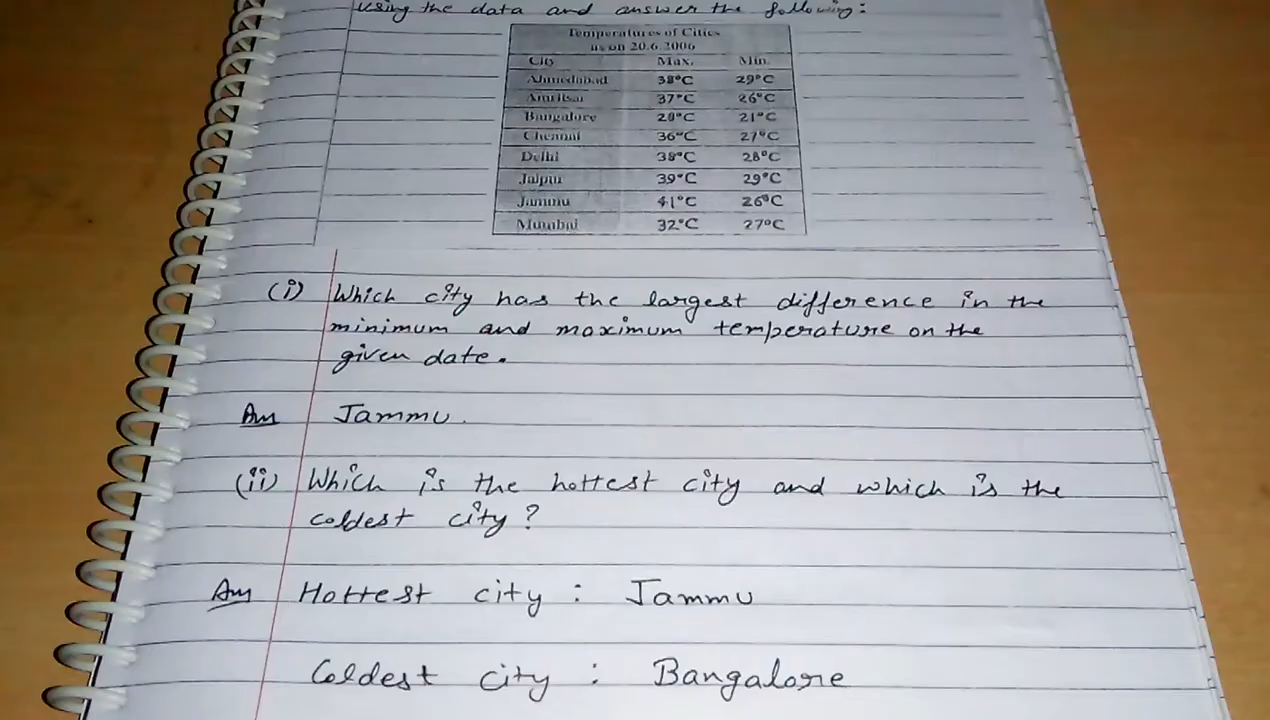 using the data and answer the following:
Temperatures of Cities
as on 20.6.2006
City Max. Min.
Ahmedabad 38°C 29°C
Amritsar 37°C 26°C
Bangalore 28°C 21°C
Chennai 36°C 27°C
Delhi 38°C 28°C
Jaipur 39°C 29°C
Jammu 41°C 26°C
Mumbai 32°C 27°C
(i) Which city has the largest difference in the
minimum and maximum temperature on the
given date.
Ans Jammu.
(ii) Which is the hottest city and which is the
coldest city?
Ans Hottest city : Jammu
Coldest city : Bangalore